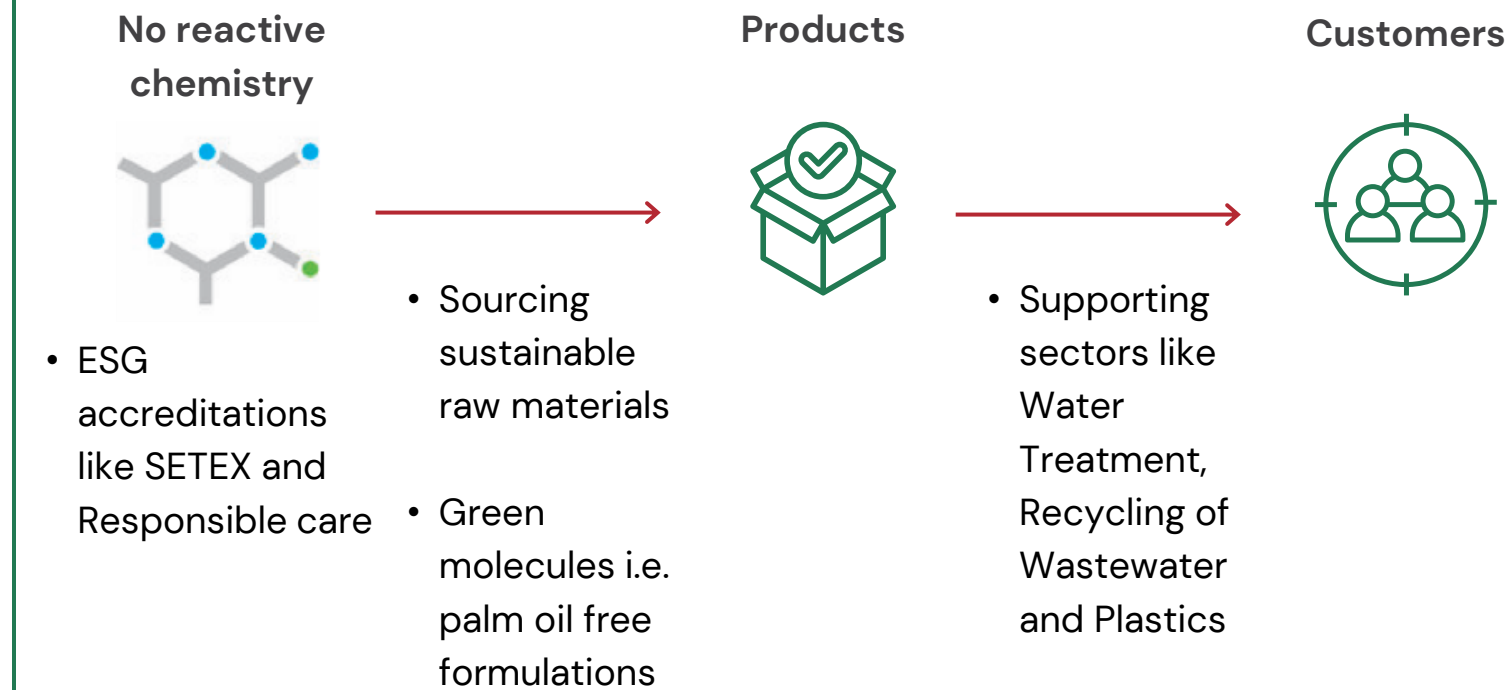 No reactive
chemistry
Products
Customers
• ESG
accreditations
like SETEX and
Responsible care
• Sourcing
sustainable
raw materials
• Green
molecules i.e.
palm oil free
formulations
• Supporting
sectors like
Water
Treatment,
Recycling of
Wastewater
and Plastics